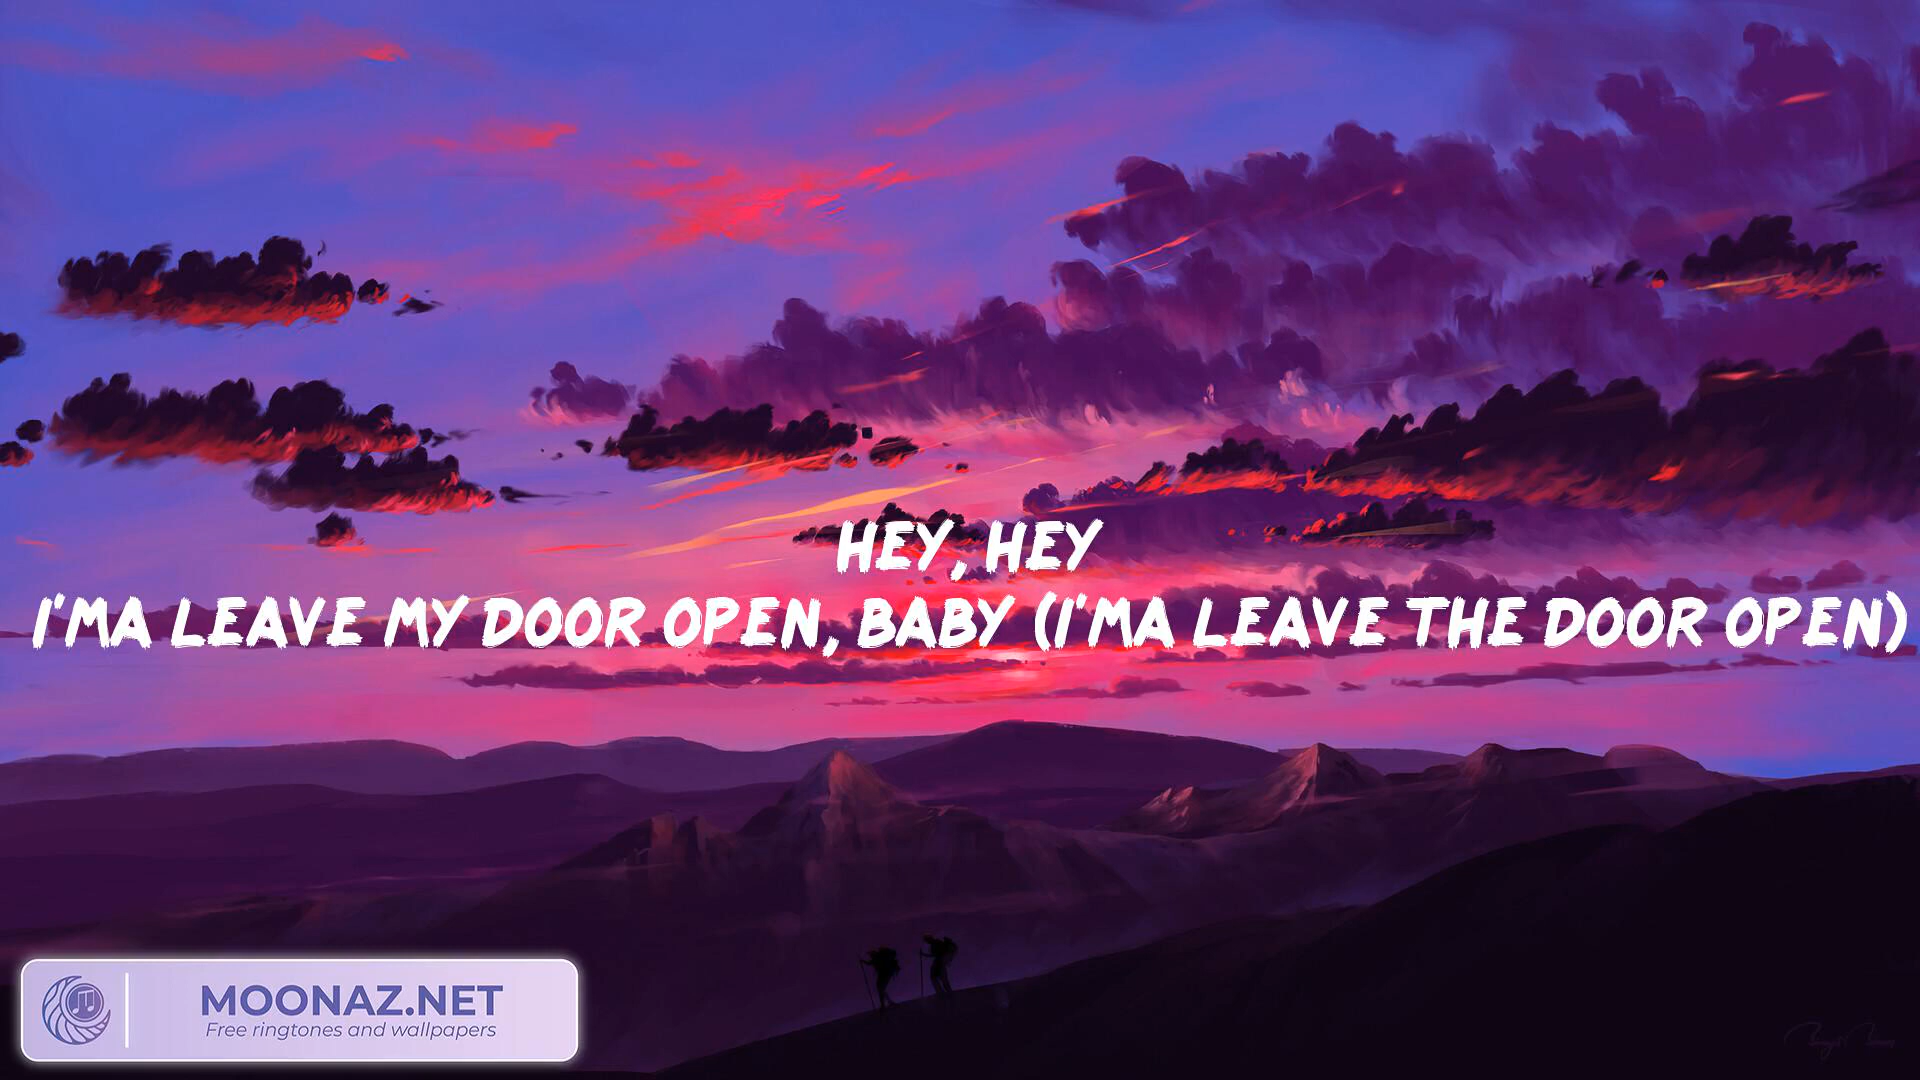 HEY, HEY
I'MA LEAVE MY DOOR OPEN, BABY (I'MA LEAVE THE DOOR OPEN)
MOONAZ.NET
Free ringtones and wallpapers